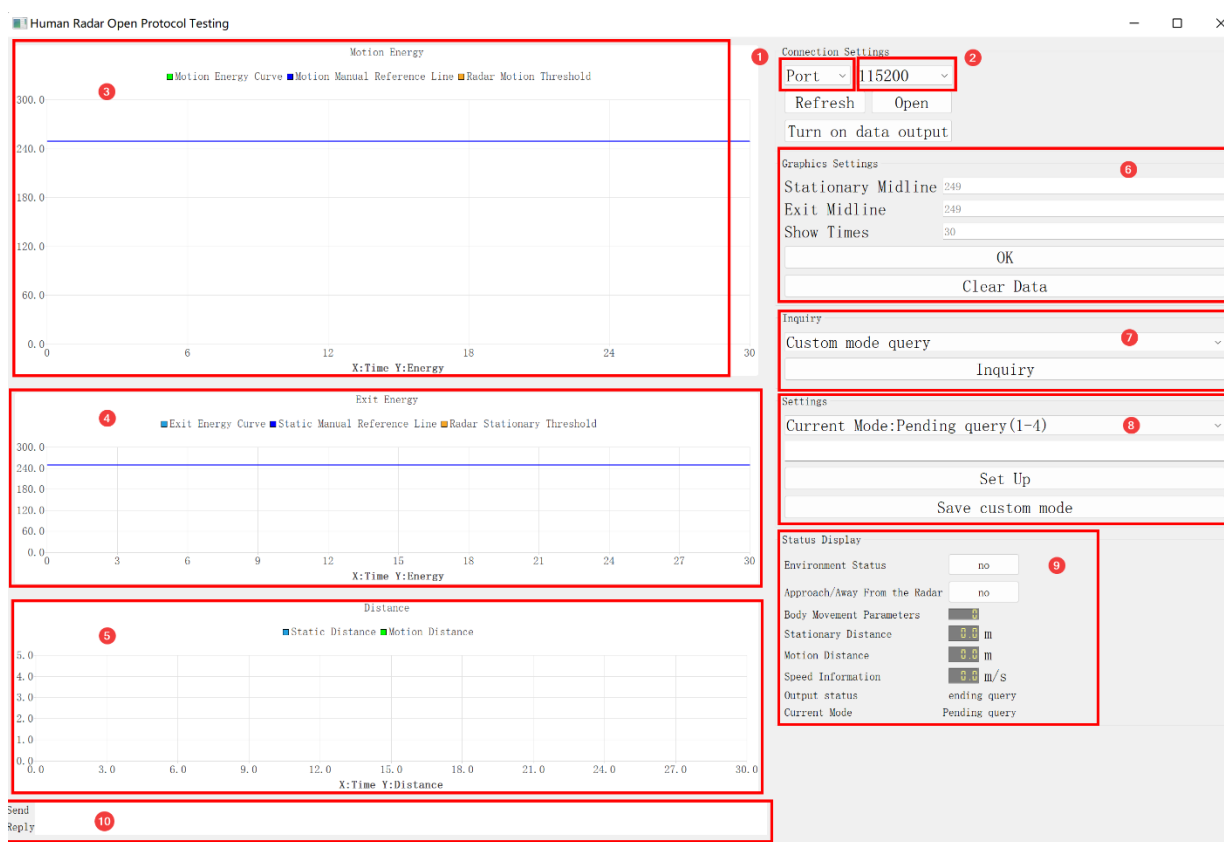 Human Radar Open Protocol Testing
Motion Energy
Motion Energy Curve Motion Manual Reference Line Radar Motion Threshold
3
300.0
240.0
180.0
120.0
60.0
0.0
0 6 12 18 24 30
X:Time Y:Energy
Exit Energy
4
Exit Energy Curve Static Manual Reference Line Radar Stationary Threshold
300.0
240.0
180.0
120.0
60.0
0.0
0 3 6 9 12 15 18 21 24 27 30
X:Time Y:Energy
Distance
5
Static Distance Motion Distance
5.0
4.0
3.0
2.0
1.0
0.0
0.0 3.0 6.0 9.0 12.0 15.0 18.0 21.0 24.0 27.0 30.0
X:Time Y:Distance
Send
Reply
10
1
Connection Settings
2
Port 115200
Refresh Open
Turn on data output
Graphics Settings
6
Stationary Midline 249
Exit Midline 249
Show Times 30
OK
Clear Data
Inquiry
Custom mode query
7
Inquiry
Settings
Current Mode:Pending query(1-4)
8
Set Up
Save custom mode
Status Display
Environment Status no
9
Approach/Away From the Radar no
Body Movement Parameters 0
Stationary Distance 0.0 m
Motion Distance 0.0 m
Speed Information 0.0 m/s
Output status ending query
Current Mode Pending query